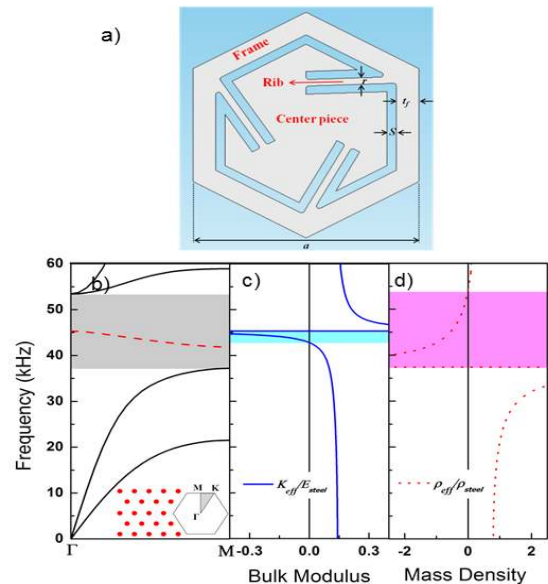 a)
Frame
Rib
r
t_f
Center piece
S
a
b)
c)
d)
60
50
40
30
20
10
0
Frequency (kHz)
M K
Γ
Γ M
K_eff/E_steel
-0.3 0.0 0.3
Bulk Modulus
ρ_eff/ρ_steel
-2 0 2
Mass Density